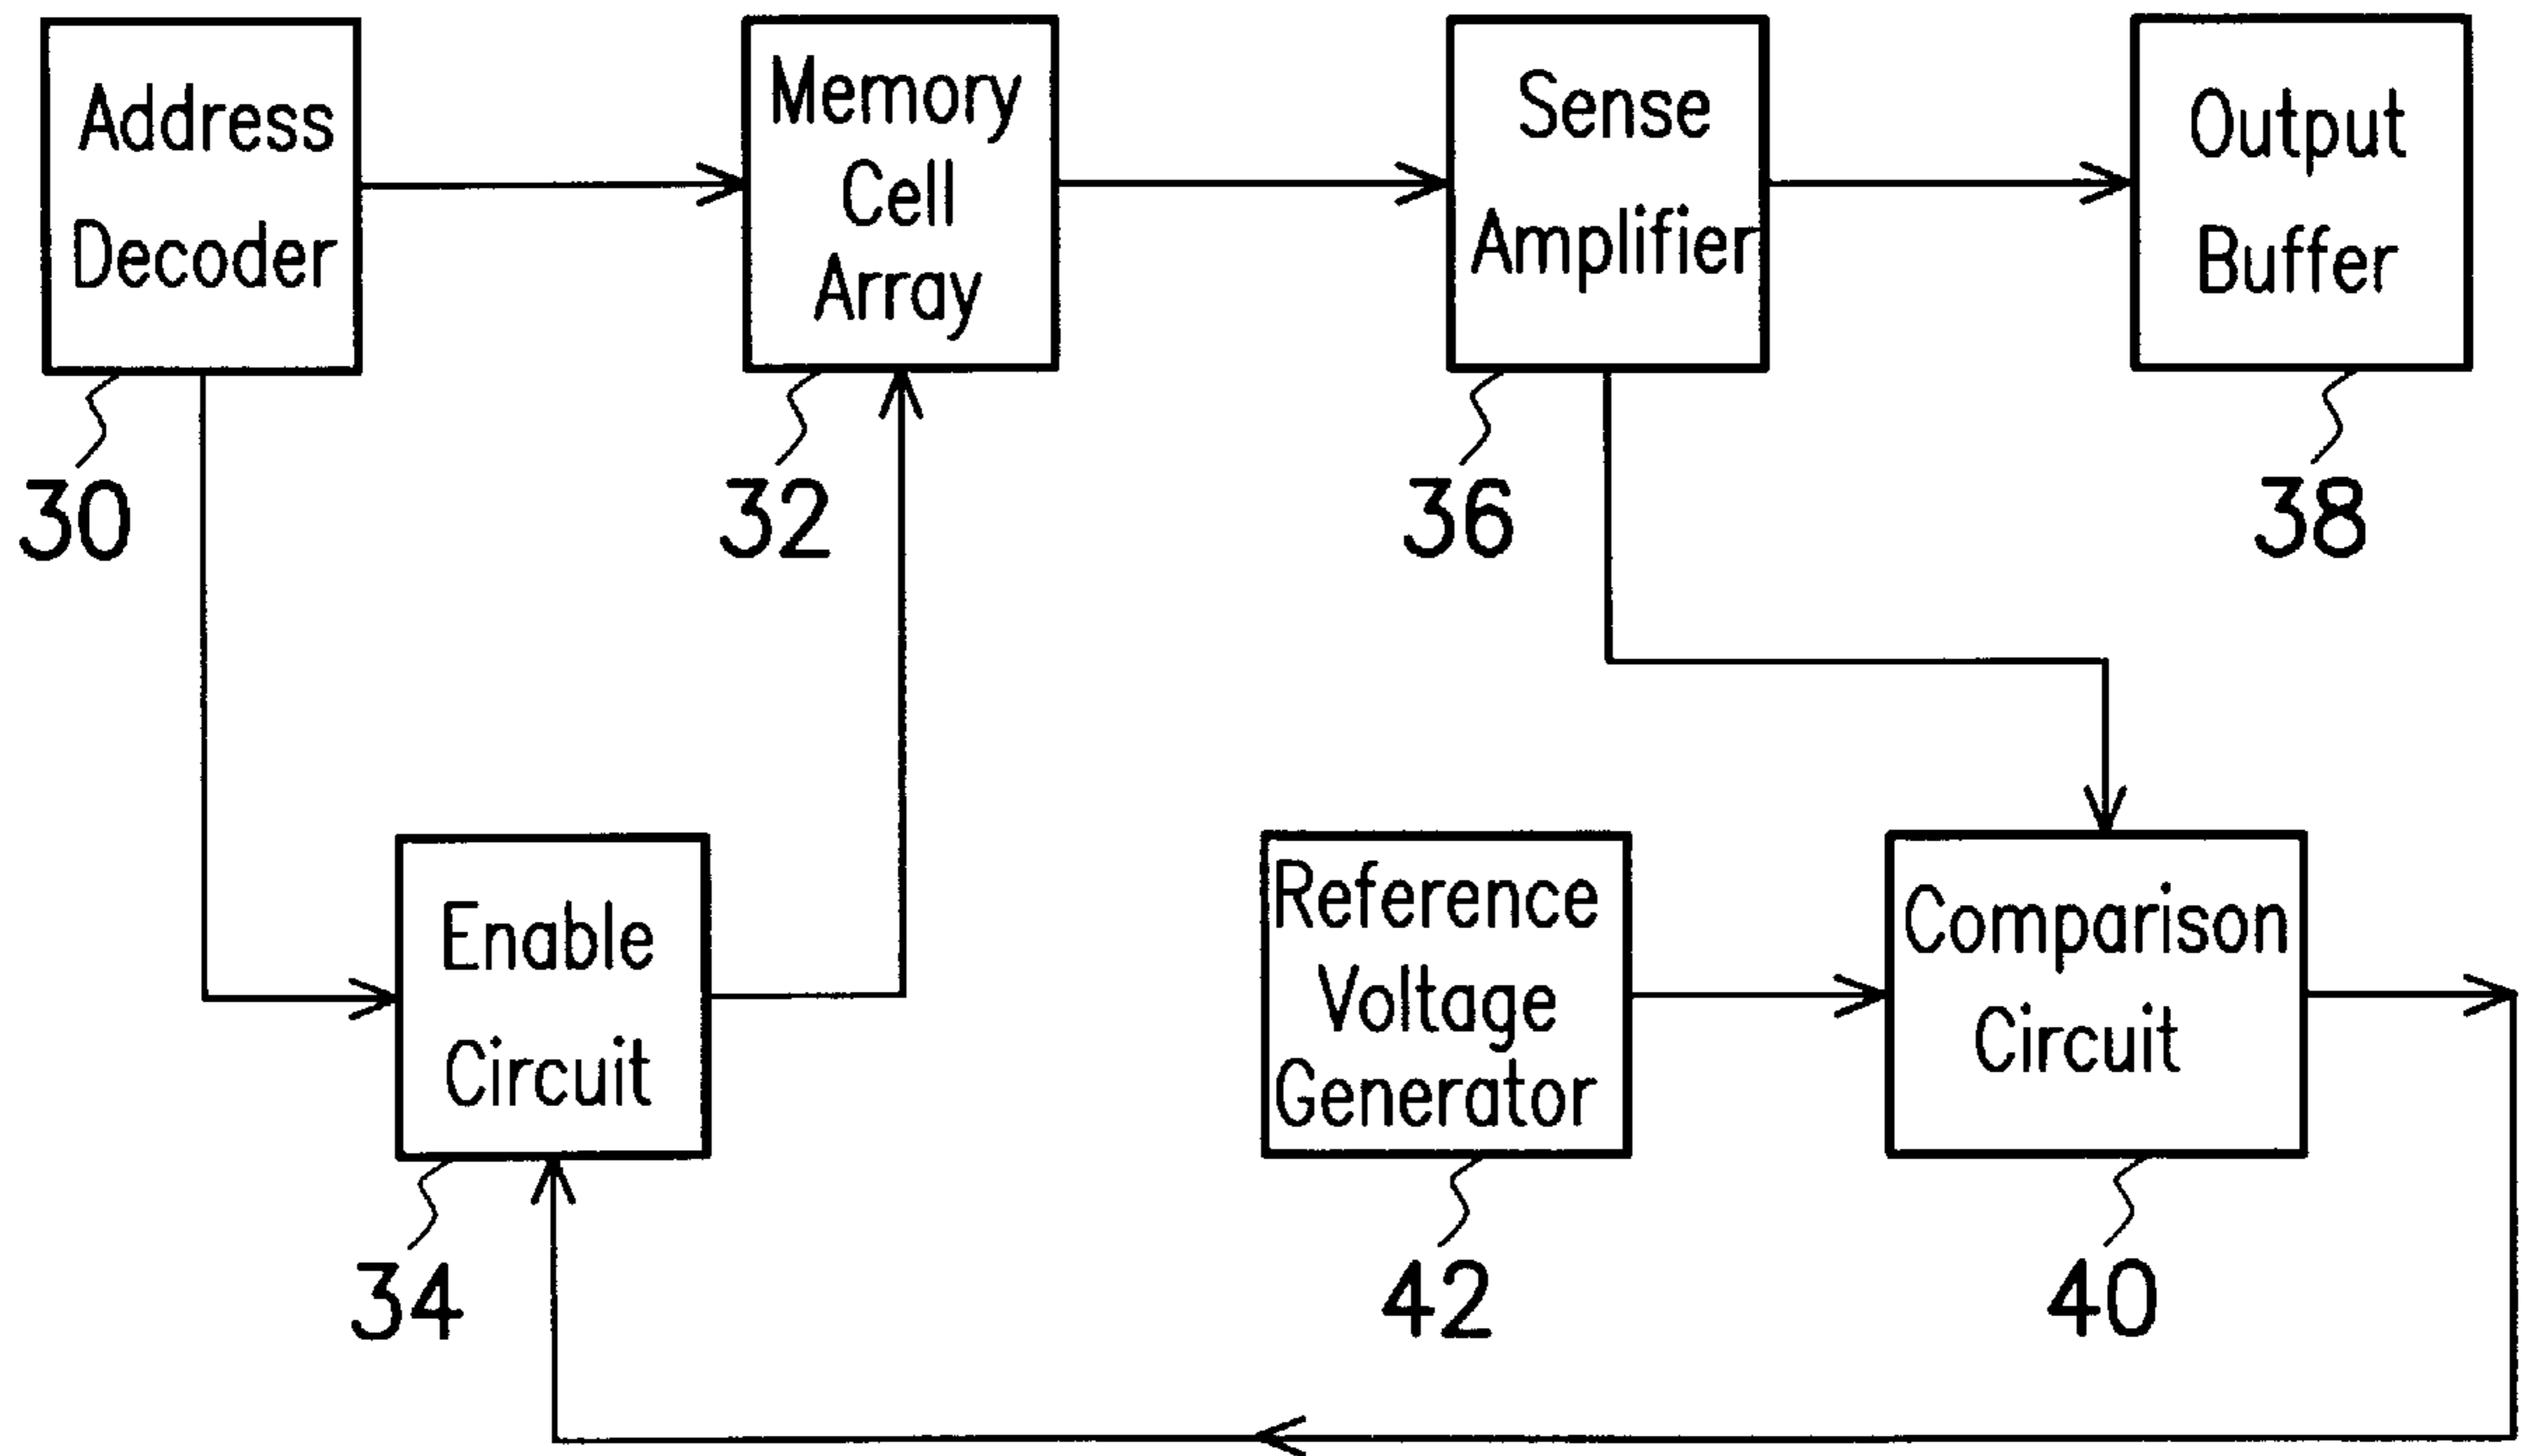 Address
Decoder
30
Memory
Cell
Array
32
Sense
Amplifier
36
Output
Buffer
38
Enable
Circuit
34
Reference
Voltage
Generator
42
Comparison
Circuit
40